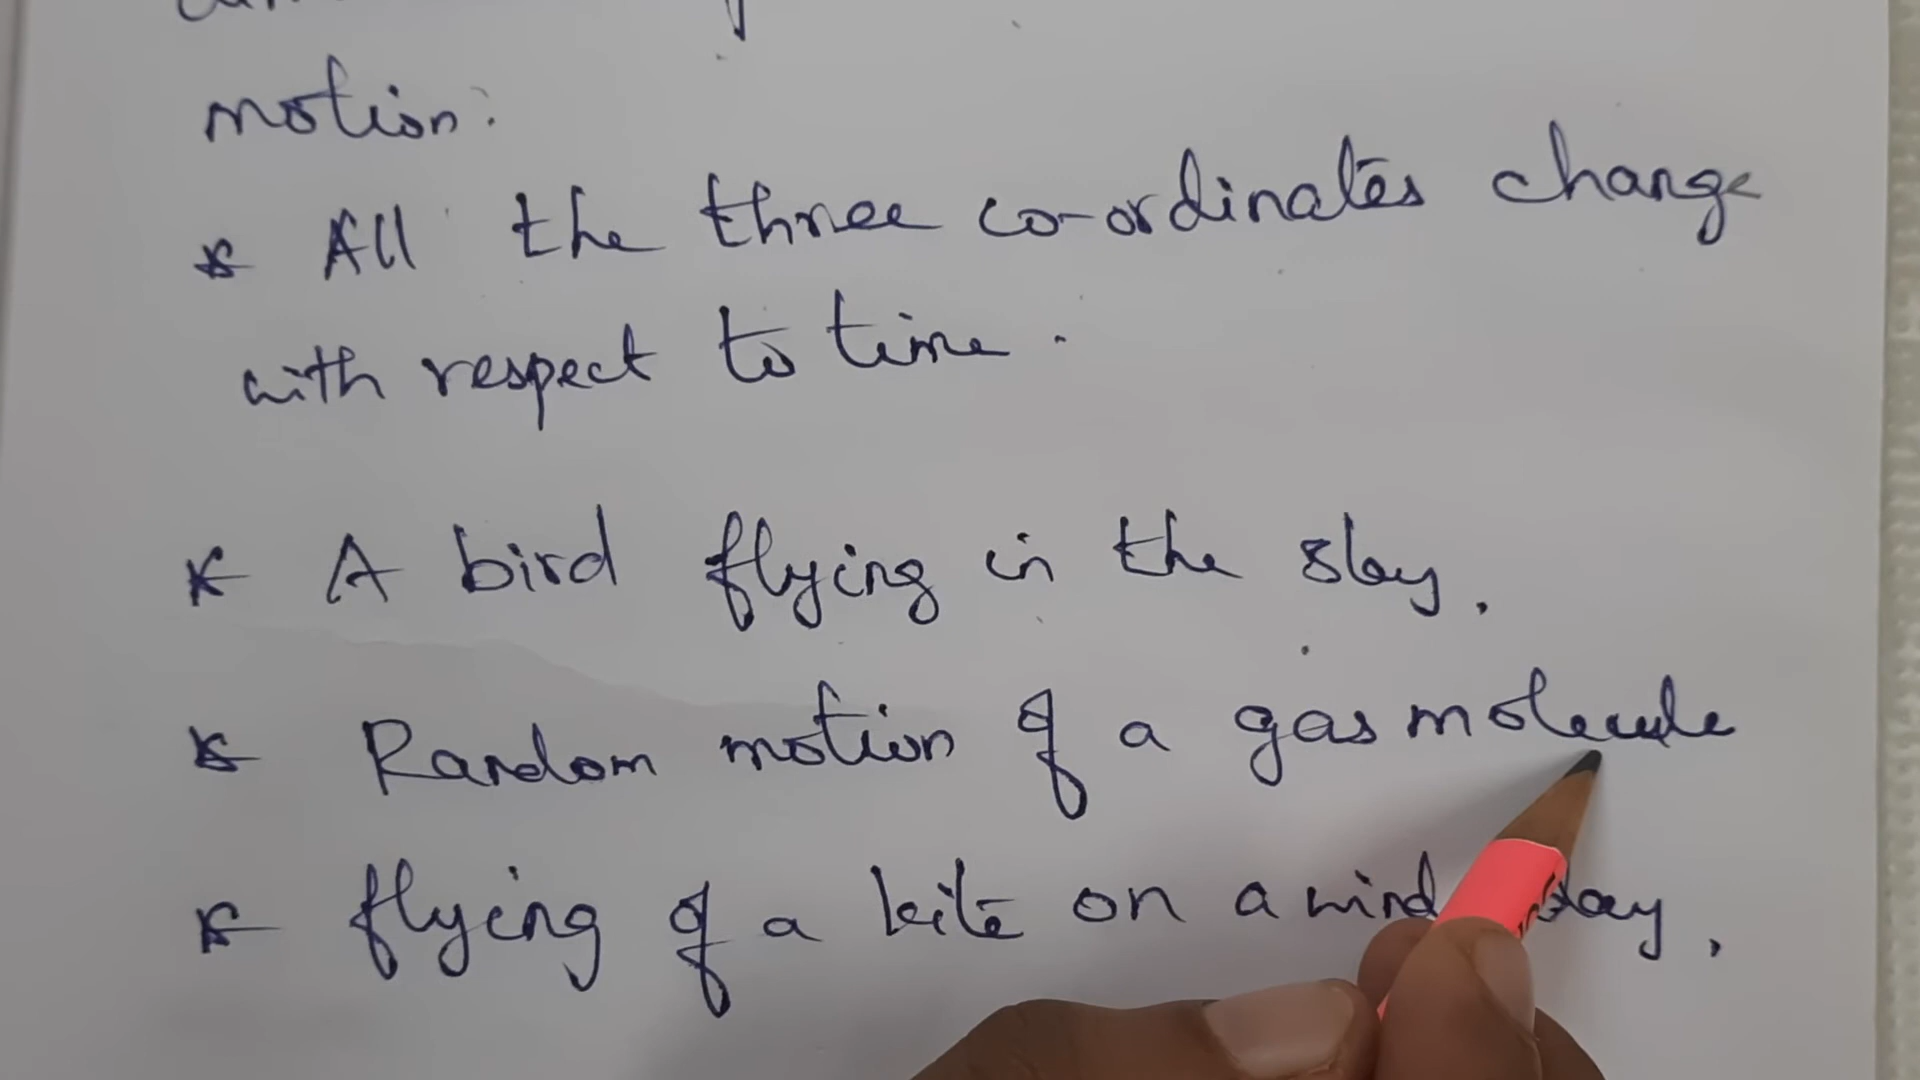 motion:
* All the three co-ordinates change
with respect to time.
* A bird flying in the sky.
* Random motion of a gas molecule
* flying of a kite on a day.